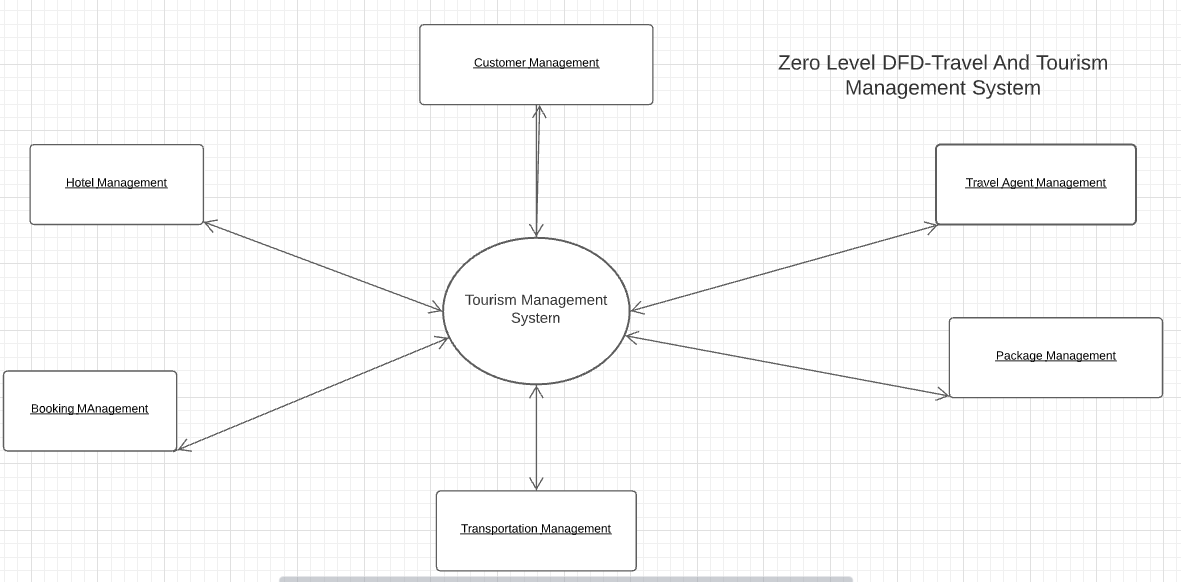 Customer Management
Zero Level DFD-Travel And Tourism
Management System
Hotel Management
Travel Agent Management
Tourism Management
System
Package Management
Booking MAnagement
Transportation Management